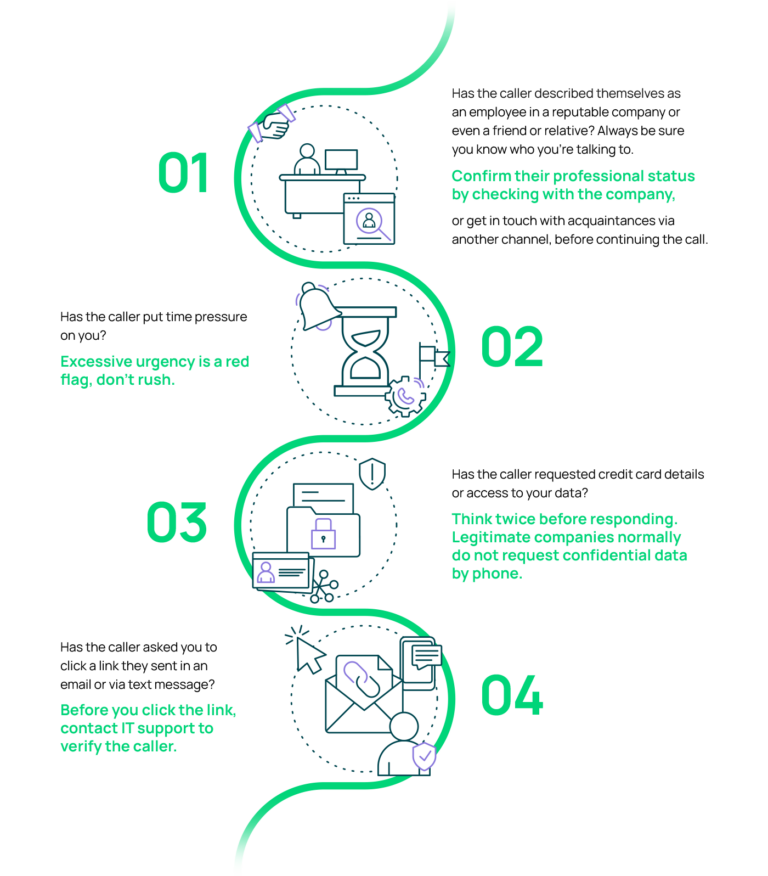 01
Has the caller described themselves as
an employee in a reputable company or
even a friend or relative? Always be sure
you know who you're talking to.
Confirm their professional status
by checking with the company,
or get in touch with acquaintances via
another channel, before continuing the call.
Has the caller put time pressure
on you?
Excessive urgency is a red
flag, don't rush.
02
03
Has the caller requested credit card details
or access to your data?
Think twice before responding.
Legitimate companies normally
do not request confidential data
by phone.
Has the caller asked you to
click a link they sent in an
email or via text message?
Before you click the link,
contact IT support to
verify the caller.
04